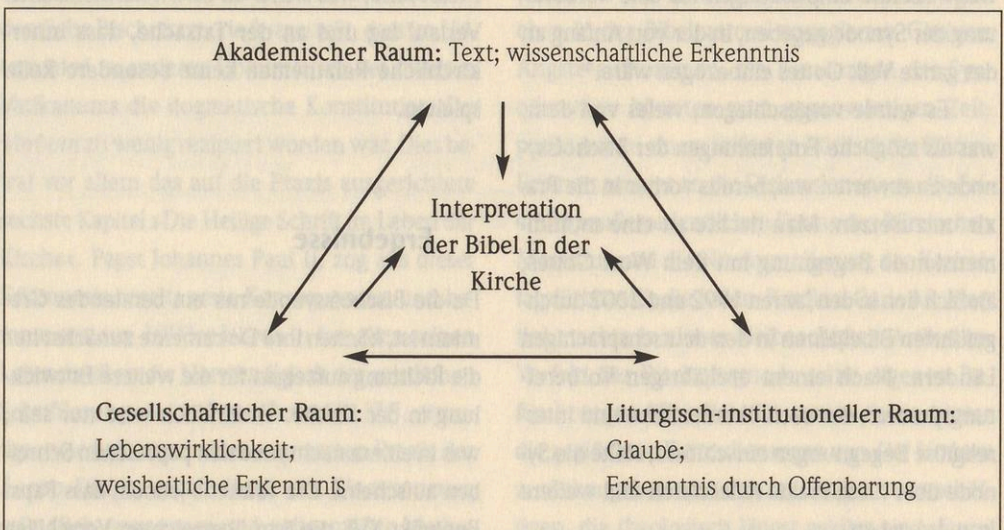 Akademischer Raum: Text; wissenschaftliche Erkenntnis
Interpretation
der Bibel in der
Kirche
Gesellschaftlicher Raum:
Lebenswirklichkeit;
weisheitliche Erkenntnis
Liturgisch-institutioneller Raum:
Glaube;
Erkenntnis durch Offenbarung